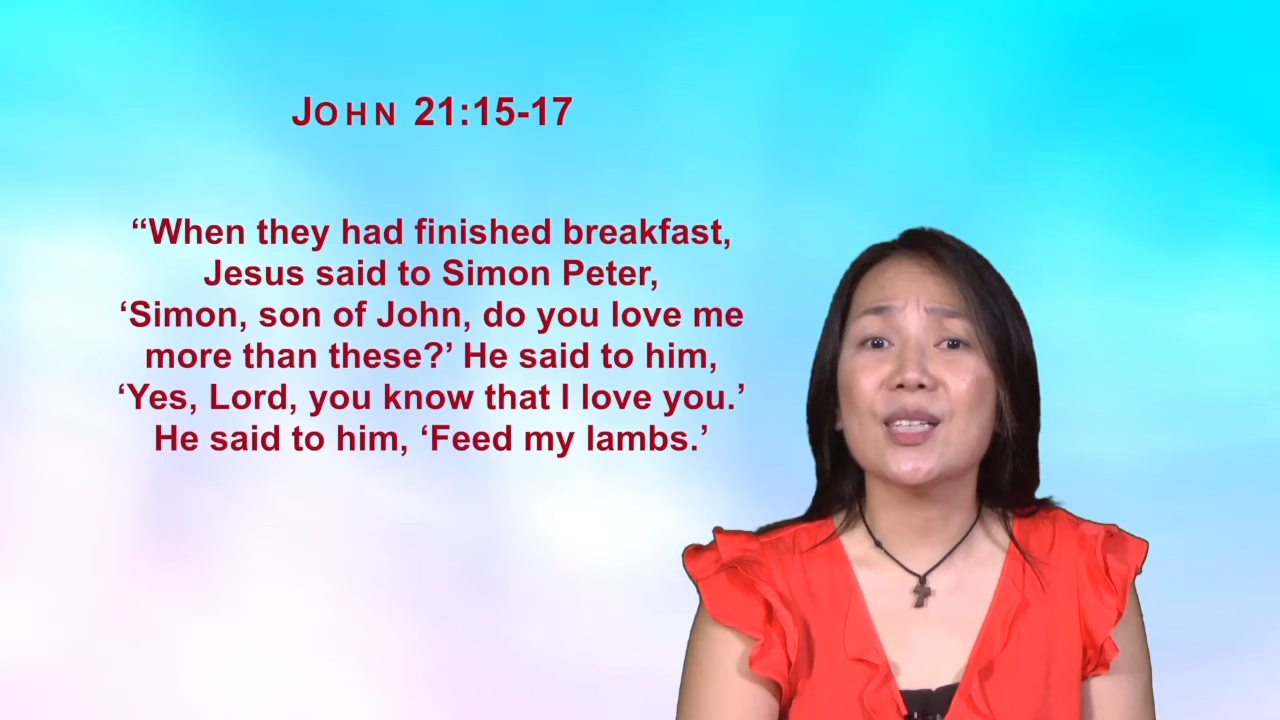 JOHN 21:15-17
“When they had finished breakfast,
Jesus said to Simon Peter,
‘Simon, son of John, do you love me
more than these?’ He said to him,
‘Yes, Lord, you know that I love you.’
He said to him, ‘Feed my lambs.’